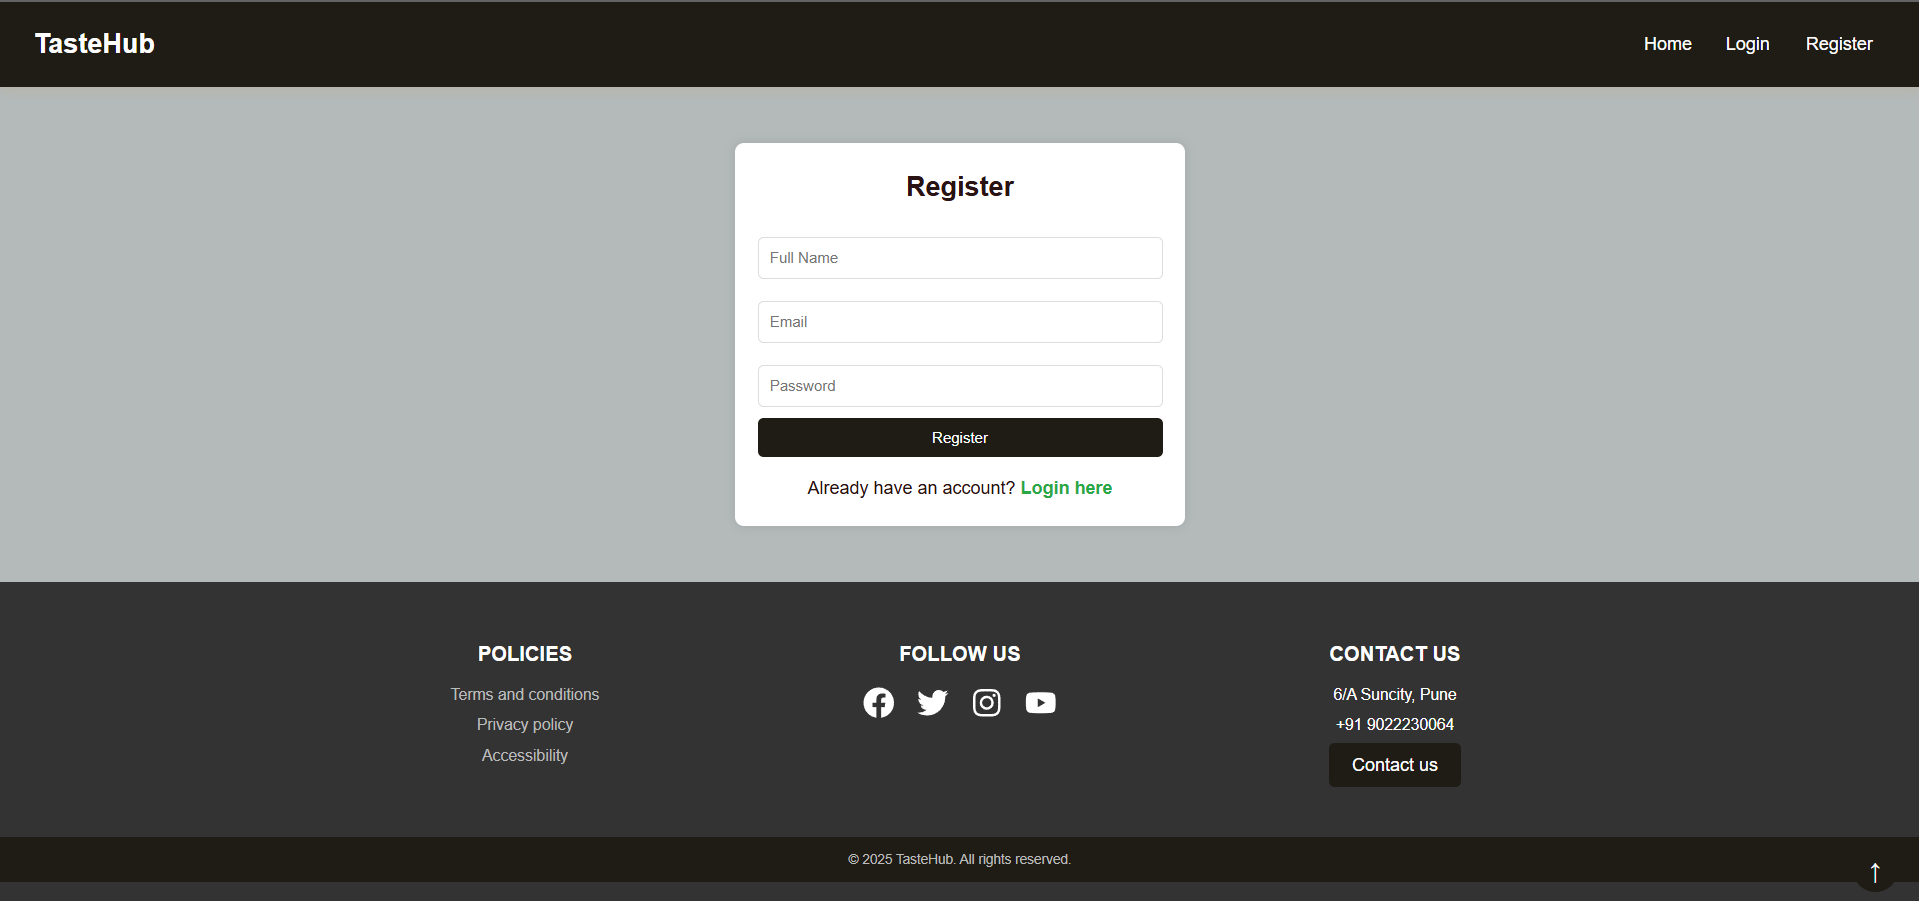 TasteHub
Home Login Register
Register
Full Name
Email
Password
Register
Already have an account? Login here
POLICIES
Terms and conditions
Privacy policy
Accessibility
FOLLOW US
CONTACT US
6/A Suncity, Pune
+91 9022230064
Contact us
© 2025 TasteHub. All rights reserved.
↑